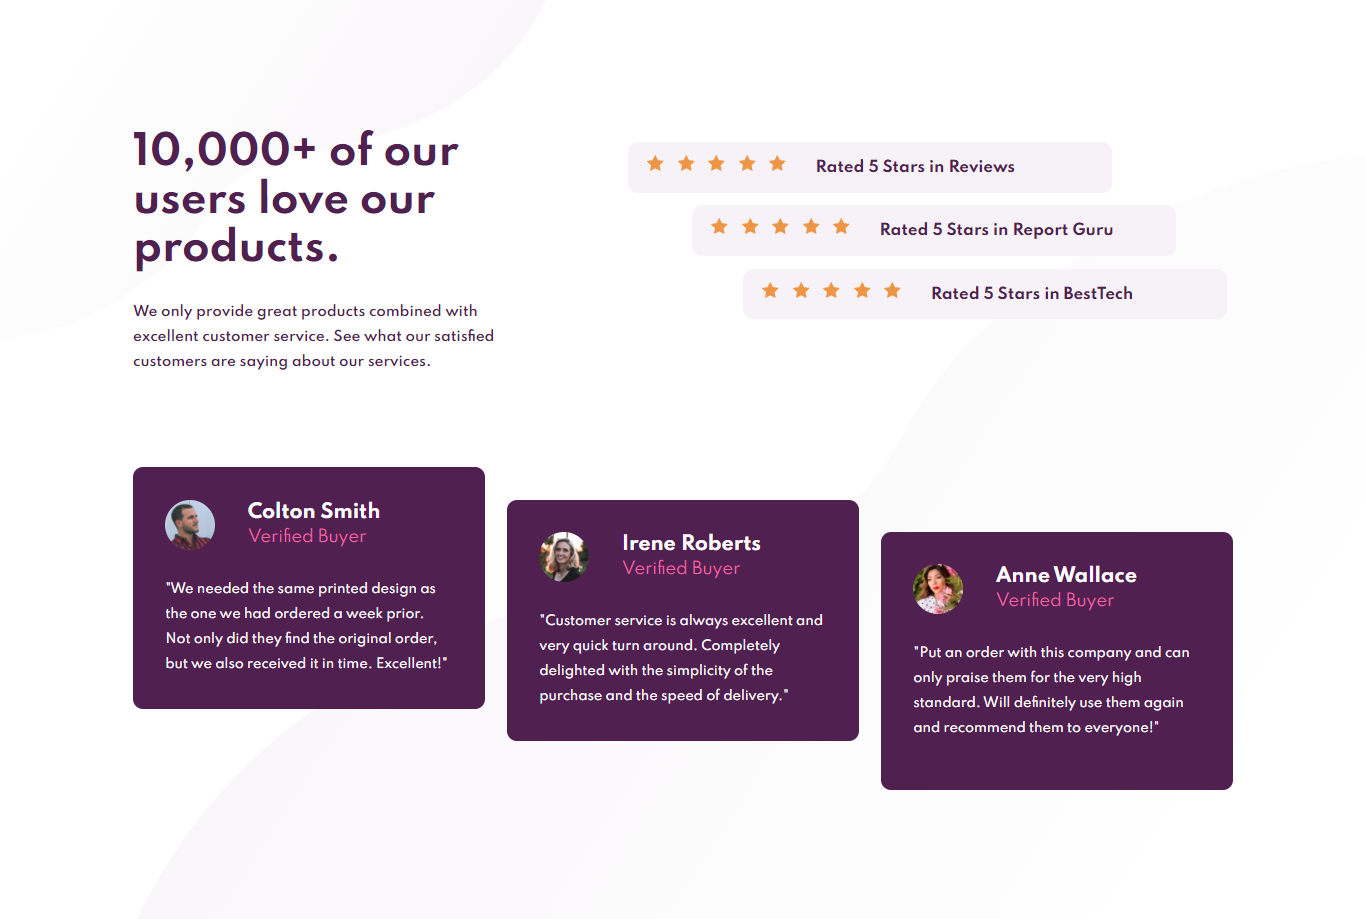 10,000+ of our
users love our
products.
We only provide great products combined with
excellent customer service. See what our satisfied
customers are saying about our services.
Rated 5 Stars in Reviews
Rated 5 Stars in Report Guru
Rated 5 Stars in BestTech
Colton Smith
Verified Buyer
"We needed the same printed design as
the one we had ordered a week prior.
Not only did they find the original order,
but we also received it in time. Excellent!"
Irene Roberts
Verified Buyer
"Customer service is always excellent and
very quick turn around. Completely
delighted with the simplicity of the
purchase and the speed of delivery."
Anne Wallace
Verified Buyer
"Put an order with this company and can
only praise them for the very high
standard. Will definitely use them again
and recommend them to everyone!"